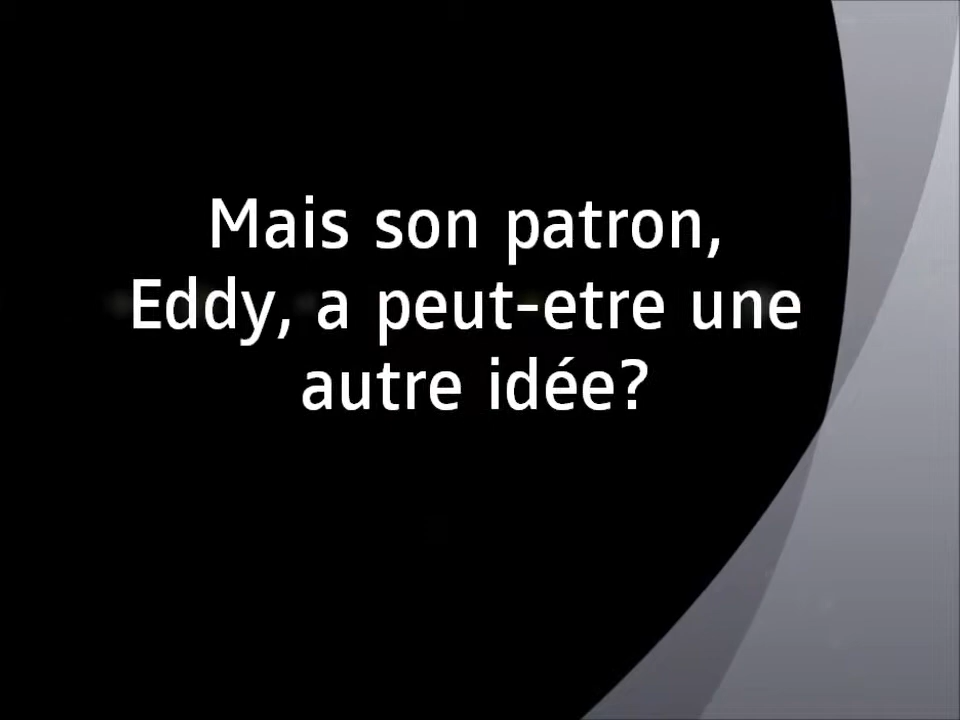 Mais son patron,
Eddy, a peut-etre une
autre idée?